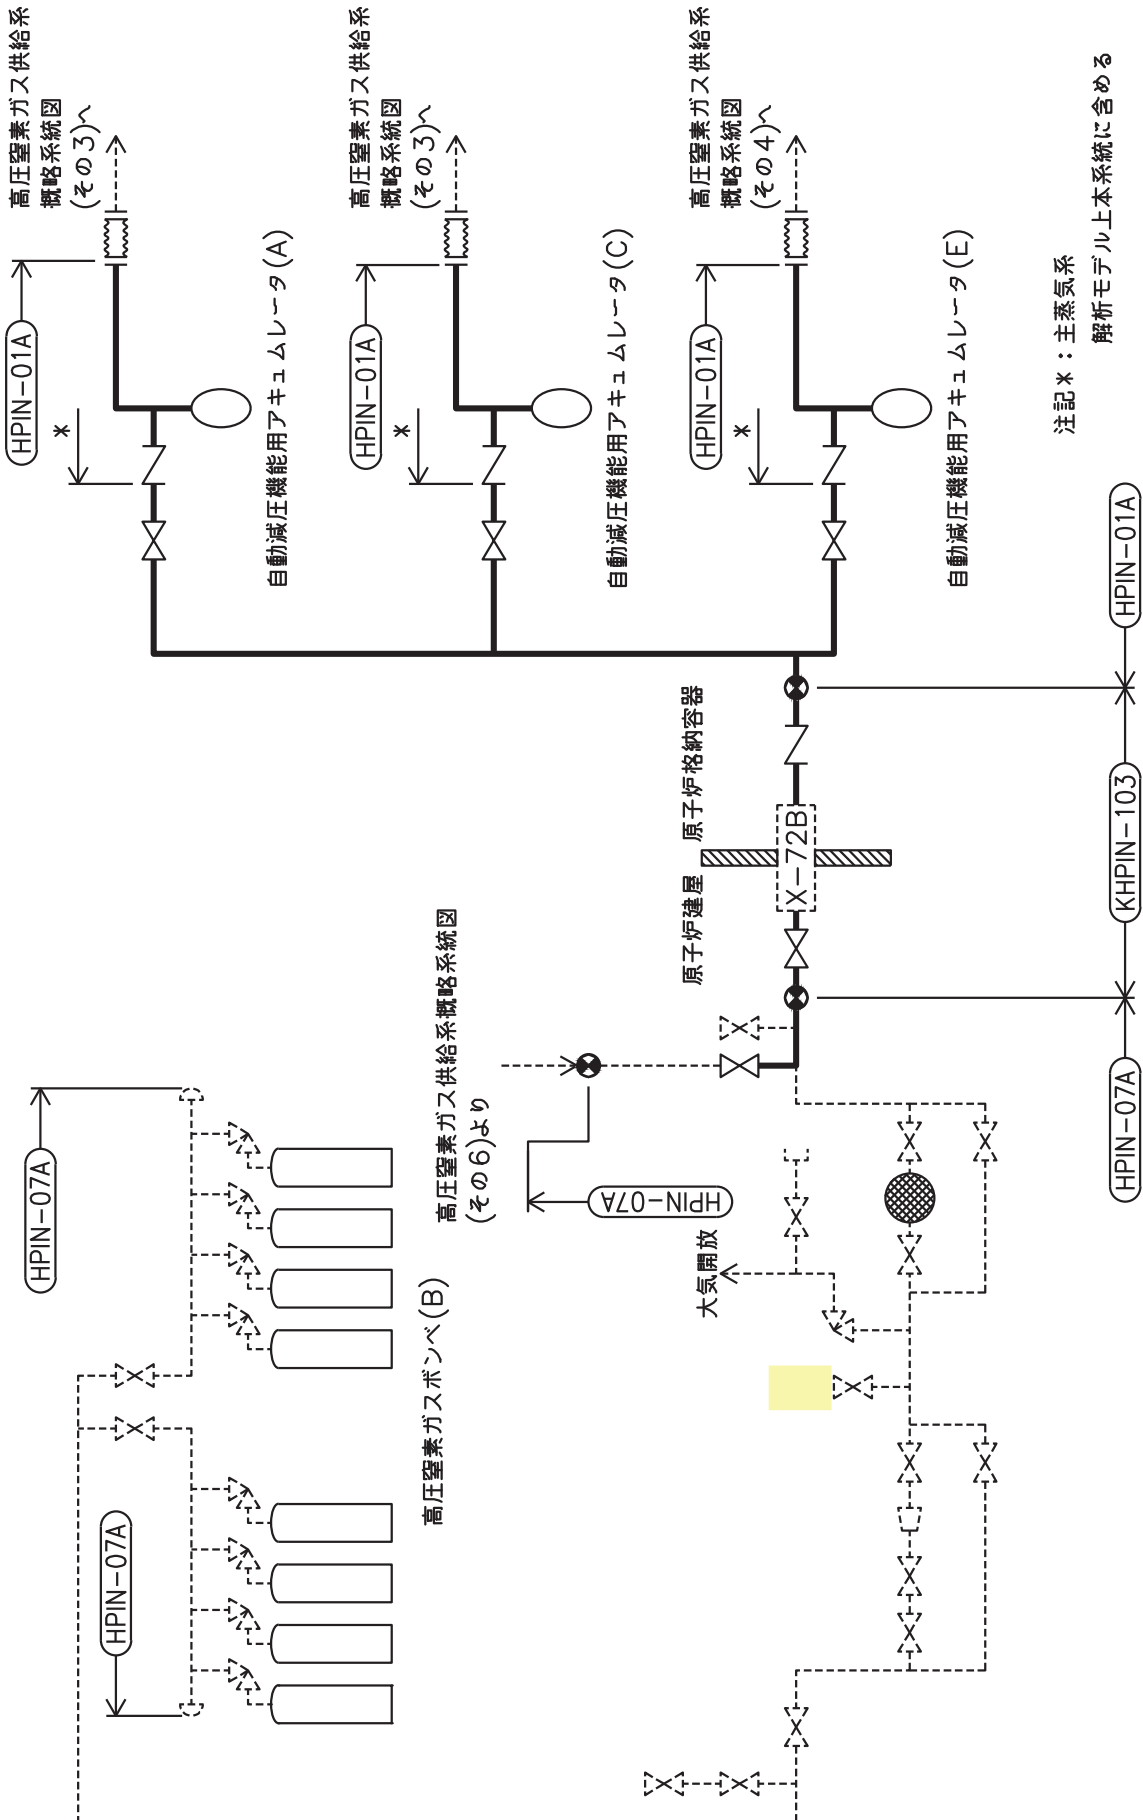 高圧窒素ガス供給系
概略系統図
(その3)へ
HPIN-01A
*
自動減圧機能用アキュムレータ(A)
高圧窒素ガス供給系
概略系統図
(その3)へ
HPIN-01A
*
自動減圧機能用アキュムレータ(C)
高圧窒素ガス供給系
概略系統図
(その4)へ
HPIN-01A
*
自動減圧機能用アキュムレータ(E)
注記*:主蒸気系
解析モデル上本系統に含める
原子炉建屋
原子炉格納容器
X-72B
HPIN-07A
KHPIN-103
HPIN-01A
高圧窒素ガス供給系概略系統図
(その6)より
HPIN-07A
大気開放
HPIN-07A
HPIN-07A
高圧窒素ガスボンベ(B)